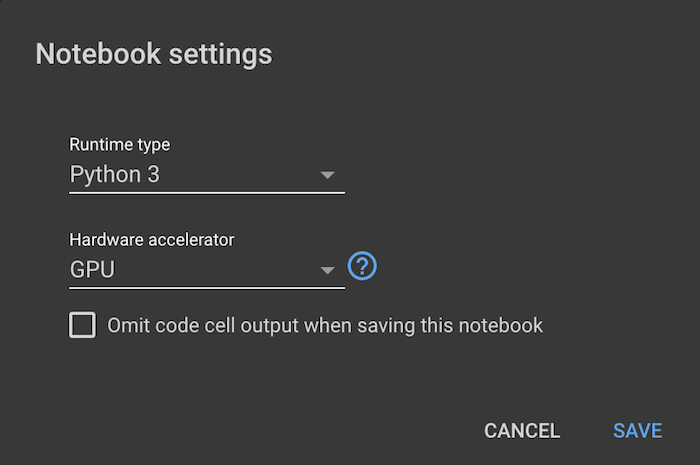 Notebook settings
Runtime type
Python 3
Hardware accelerator
GPU
?
Omit code cell output when saving this notebook
CANCEL SAVE